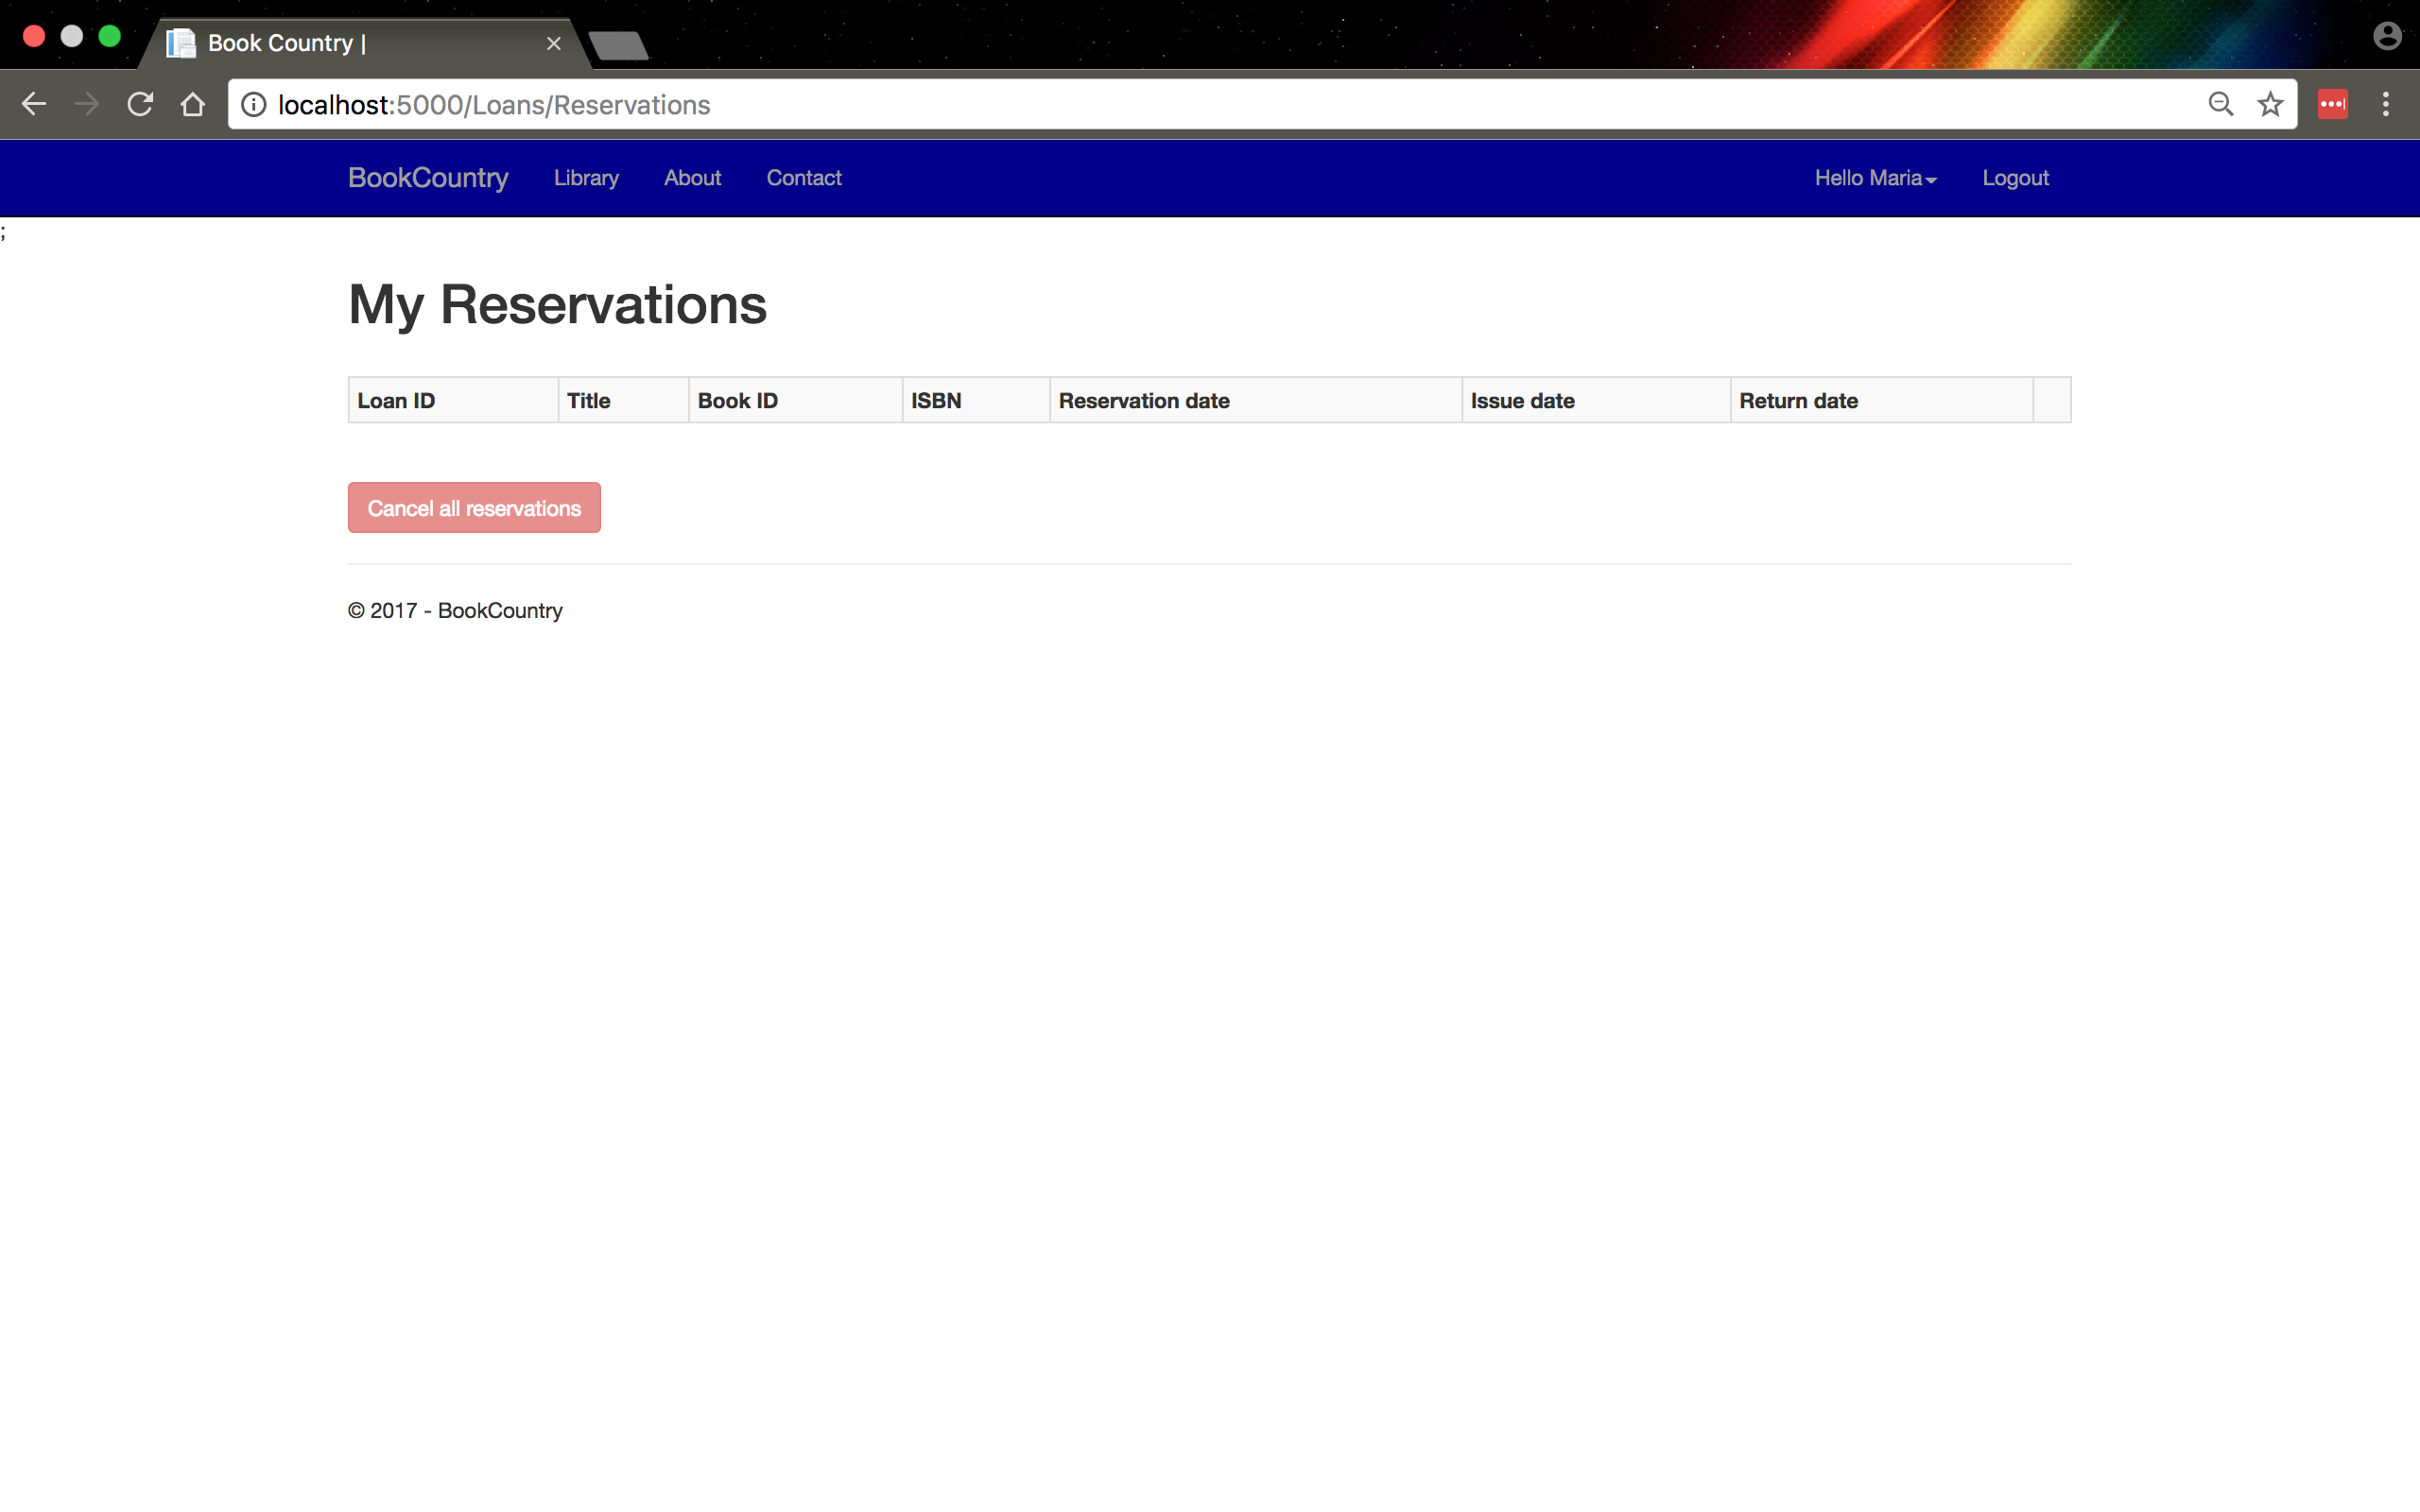 Book Country |
localhost:5000/Loans/Reservations
BookCountry Library About Contact Hello Maria Logout
;
My Reservations
Loan ID Title Book ID ISBN Reservation date Issue date Return date
Cancel all reservations
© 2017 - BookCountry